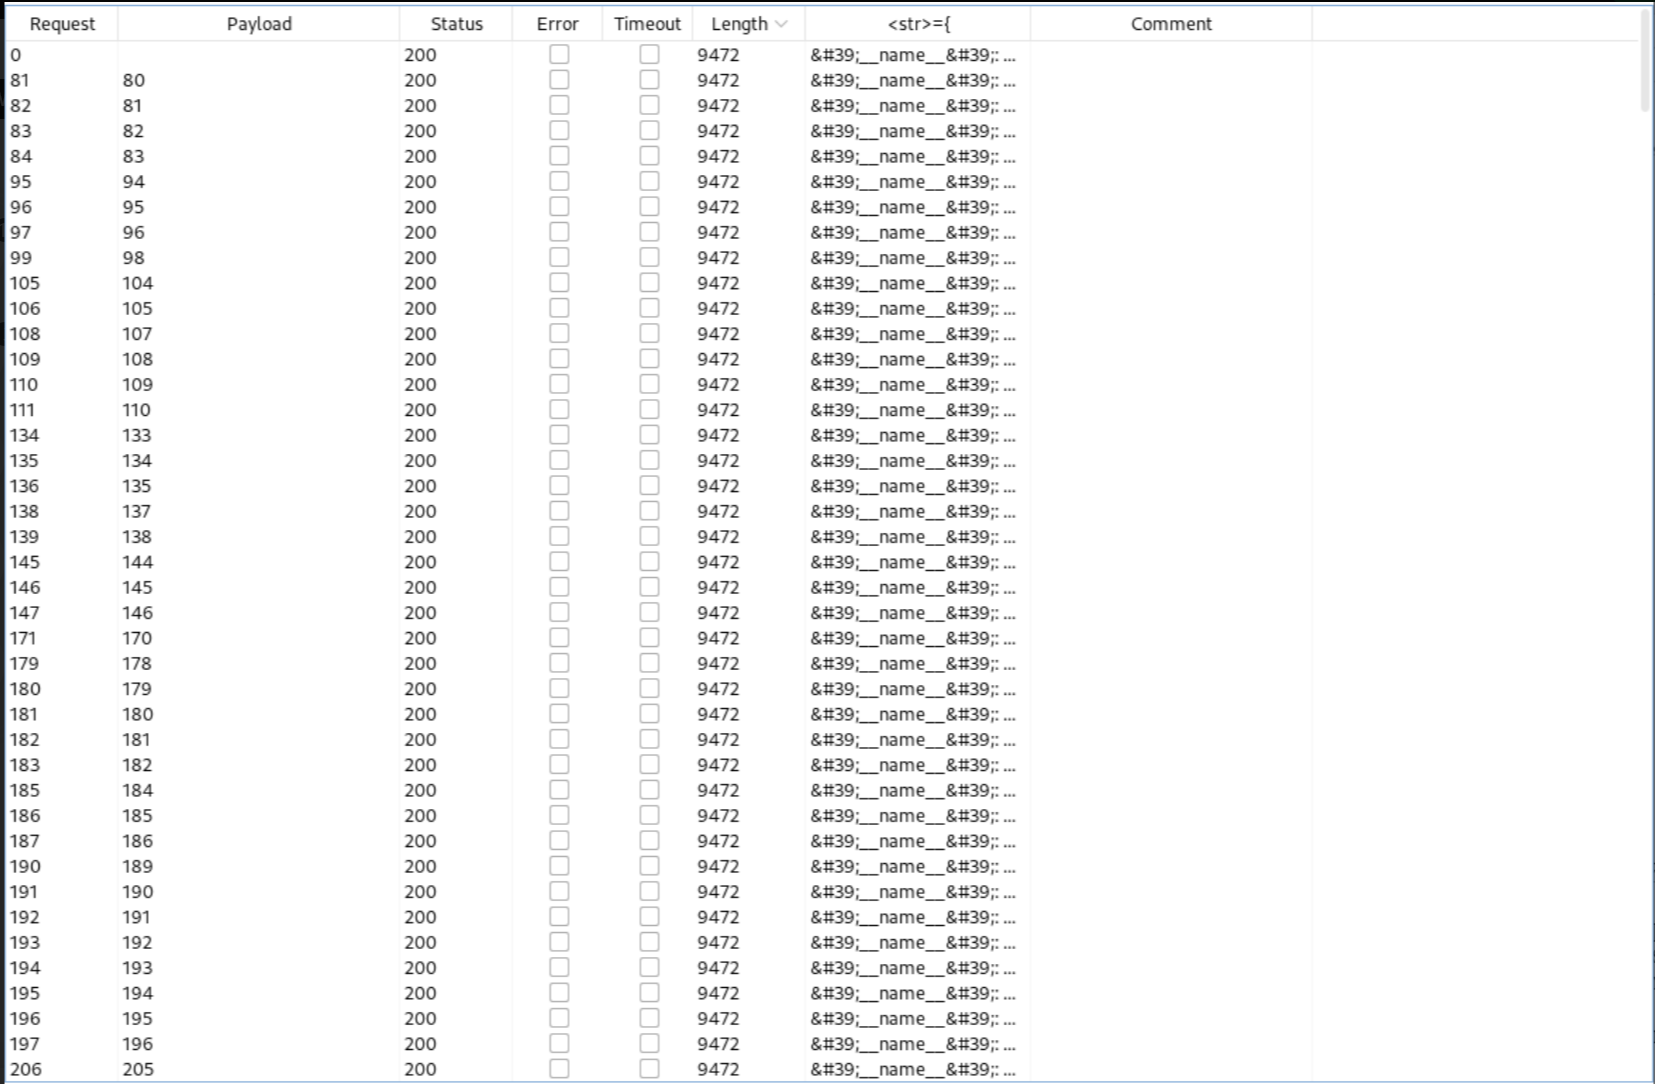 Request Payload Status Error Timeout Length <str>={ Comment
0 200 9472 &#39;__name__&#39;: ...
81 80 200 9472 &#39;__name__&#39;: ...
82 81 200 9472 &#39;__name__&#39;: ...
83 82 200 9472 &#39;__name__&#39;: ...
84 83 200 9472 &#39;__name__&#39;: ...
95 94 200 9472 &#39;__name__&#39;: ...
96 95 200 9472 &#39;__name__&#39;: ...
97 96 200 9472 &#39;__name__&#39;: ...
99 98 200 9472 &#39;__name__&#39;: ...
105 104 200 9472 &#39;__name__&#39;: ...
106 105 200 9472 &#39;__name__&#39;: ...
108 107 200 9472 &#39;__name__&#39;: ...
109 108 200 9472 &#39;__name__&#39;: ...
110 109 200 9472 &#39;__name__&#39;: ...
111 110 200 9472 &#39;__name__&#39;: ...
134 133 200 9472 &#39;__name__&#39;: ...
135 134 200 9472 &#39;__name__&#39;: ...
136 135 200 9472 &#39;__name__&#39;: ...
138 137 200 9472 &#39;__name__&#39;: ...
139 138 200 9472 &#39;__name__&#39;: ...
145 144 200 9472 &#39;__name__&#39;: ...
146 145 200 9472 &#39;__name__&#39;: ...
147 146 200 9472 &#39;__name__&#39;: ...
171 170 200 9472 &#39;__name__&#39;: ...
179 178 200 9472 &#39;__name__&#39;: ...
180 179 200 9472 &#39;__name__&#39;: ...
181 180 200 9472 &#39;__name__&#39;: ...
182 181 200 9472 &#39;__name__&#39;: ...
183 182 200 9472 &#39;__name__&#39;: ...
185 184 200 9472 &#39;__name__&#39;: ...
186 185 200 9472 &#39;__name__&#39;: ...
187 186 200 9472 &#39;__name__&#39;: ...
190 189 200 9472 &#39;__name__&#39;: ...
191 190 200 9472 &#39;__name__&#39;: ...
192 191 200 9472 &#39;__name__&#39;: ...
193 192 200 9472 &#39;__name__&#39;: ...
194 193 200 9472 &#39;__name__&#39;: ...
195 194 200 9472 &#39;__name__&#39;: ...
196 195 200 9472 &#39;__name__&#39;: ...
197 196 200 9472 &#39;__name__&#39;: ...
206 205 200 9472 &#39;__name__&#39;: ...